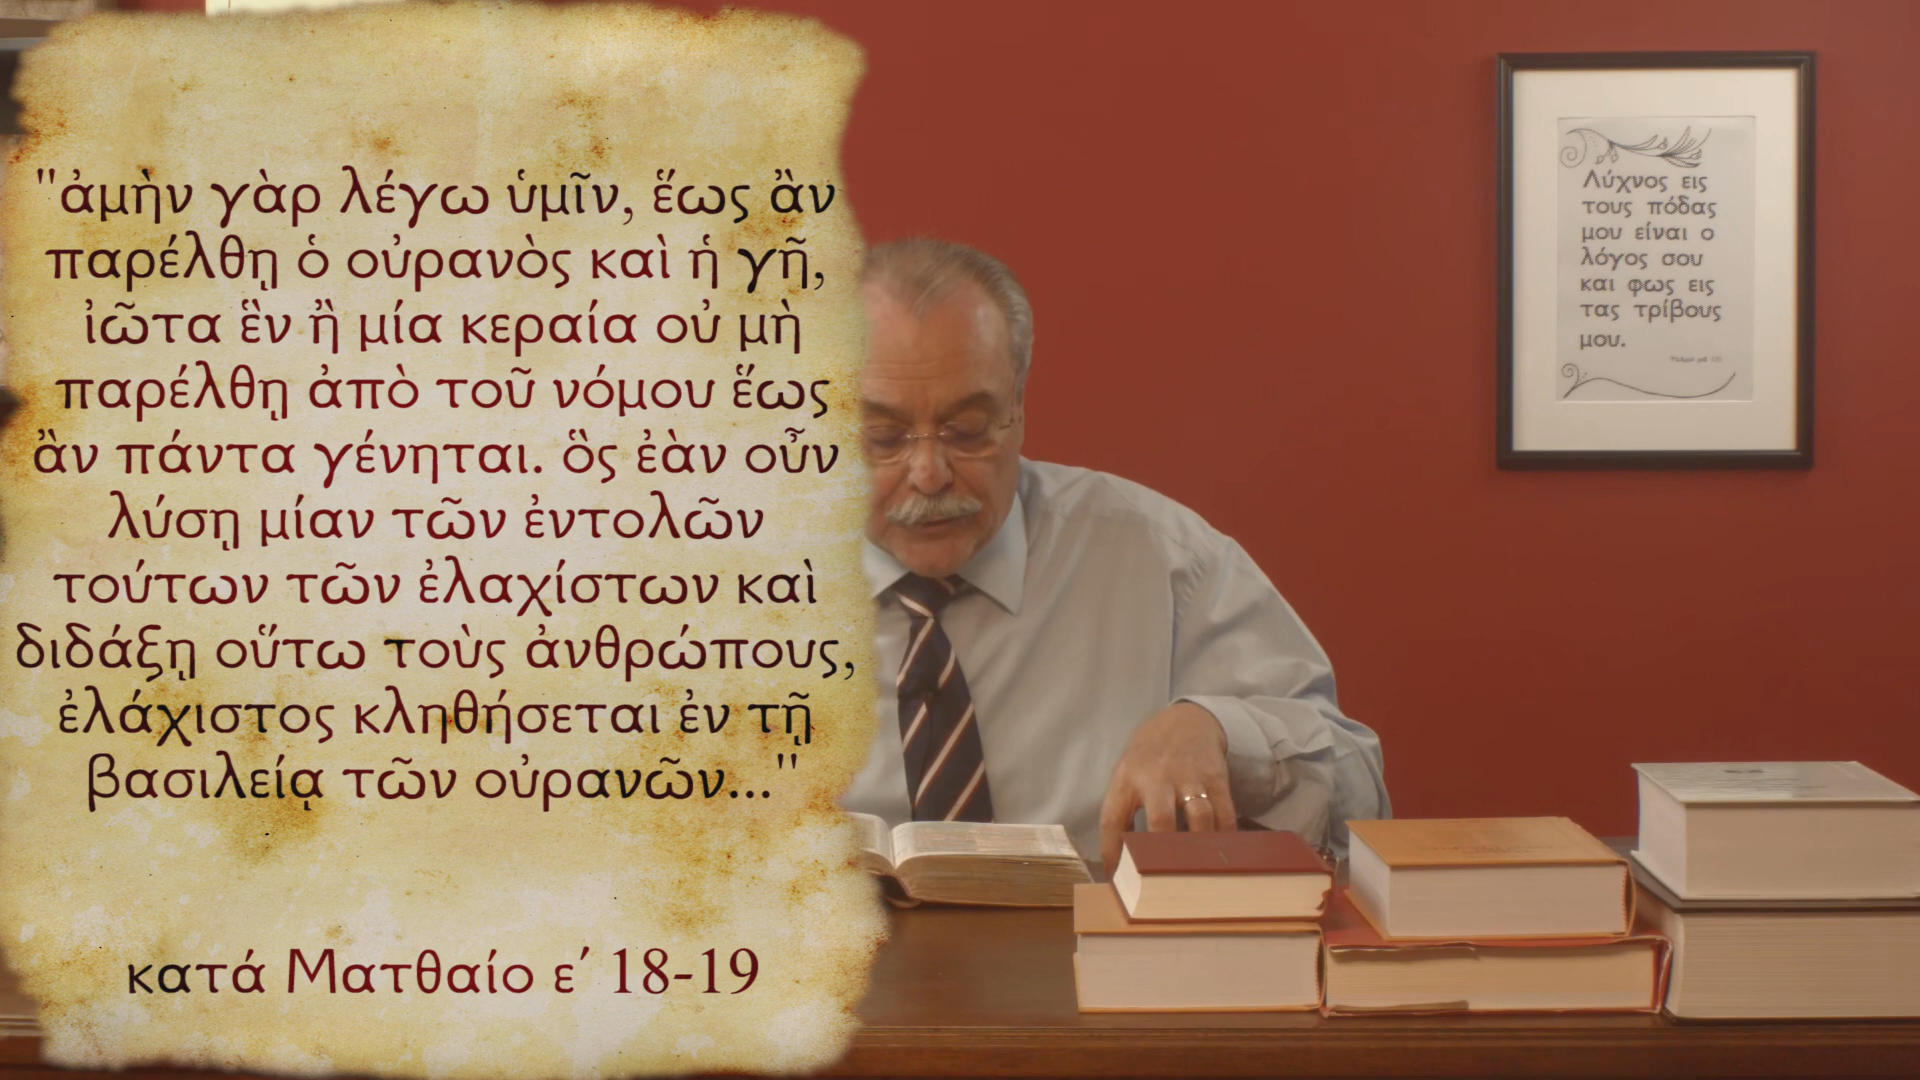 "ἀμὴν γὰρ λέγω ὑμῖν, ἕως ἂν
παρέλθῃ ὁ οὐρανὸς καὶ ἡ γῆ,
ἰῶτα ἓν ἢ μία κεραία οὐ μὴ
παρέλθῃ ἀπὸ τοῦ νόμου ἕως
ἂν πάντα γένηται. ὃς ἐὰν οὖν
λύσῃ μίαν τῶν ἐντολῶν
τούτων τῶν ἐλαχίστων καὶ
διδάξῃ οὕτω τοὺς ἀνθρώπους,
ἐλάχιστος κληθήσεται ἐν τῇ
βασιλείᾳ τῶν οὐρανῶν..."
κατά Ματθαίο ε΄ 18-19
Λύχνος εις
τους πόδας
μου είναι ο
λόγος σου
και φως εις
τας τρίβους
μου.